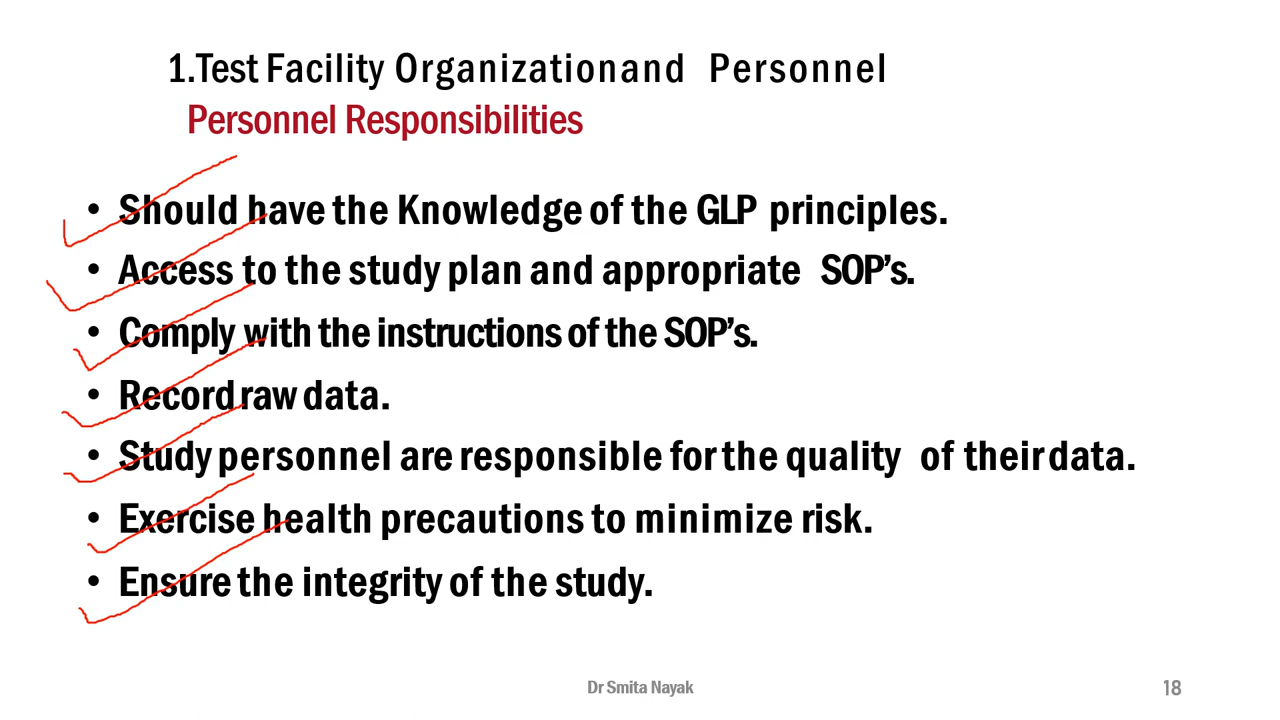 1.Test Facility Organizationand Personnel
Personnel Responsibilities
• Should have the Knowledge of the GLP principles.
• Access to the study plan and appropriate SOP’s.
• Comply with the instructions of the SOP’s.
• Record raw data.
• Study personnel are responsible for the quality of their data.
• Exercise health precautions to minimize risk.
• Ensure the integrity of the study.
Dr Smita Nayak
18